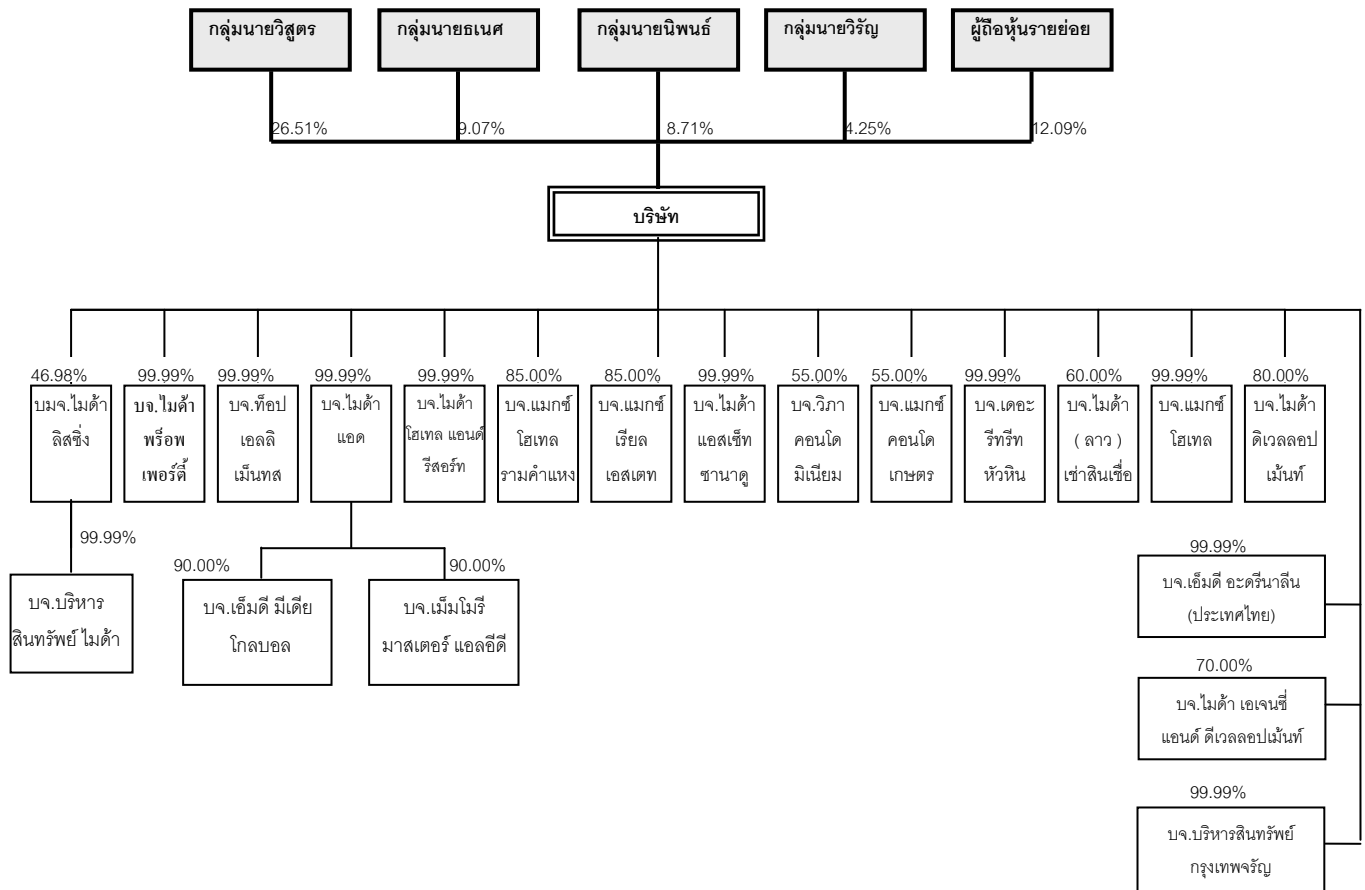 กลุ่มนายวิสูตร
กลุ่มนายธเนศ
กลุ่มนายนิพนธ์
กลุ่มนายวิรัญ
ผู้ถือหุ้นรายย่อย
26.51%
9.07%
8.71%
4.25%
12.09%
บริษัท
46.98%
99.99%
99.99%
99.99%
99.99%
85.00%
85.00%
99.99%
55.00%
55.00%
99.99%
60.00%
99.99%
80.00%
บมจ.ไมด้า
ลิสซิ่ง
บจ.ไมด้า
พร็อพ
เพอร์ตี้
บจ.ท็อป
เอลลิ
เม็นทส
บจ.ไมด้า
แอด
บจ.ไมด้า
โฮเทล แอนด์
รีสอร์ท
บจ.แมกซ์
โฮเทล
รามคำแหง
บจ.แมกซ์
เรียล
เอสเตท
บจ.ไมด้า
แอสเซ็ท
ซานาดู
บจ.วิภา
คอนโด
มิเนียม
บจ.แมกซ์
คอนโด
เกษตร
บจ.เดอะ
รีทรีท
หัวหิน
บจ.ไมด้า
( ลาว )
เช่าสินเชื่อ
บจ.แมกซ์
โฮเทล
บจ.ไมด้า
ดิเวลลอป
เม้นท์
99.99%
บจ.บริหาร
สินทรัพย์ ไมด้า
90.00%
90.00%
บจ.เอ็มดี มีเดีย
โกลบอล
บจ.เม็มโมรี
มาสเตอร์ แอลอีดี
99.99%
บจ.เอ็มดี อะดรีนาลีน
(ประเทศไทย)
70.00%
บจ.ไมด้า เอเจนซี่
แอนด์ ดีเวลลอปเม้นท์
99.99%
บจ.บริหารสินทรัพย์
กรุงเทพจรัญ